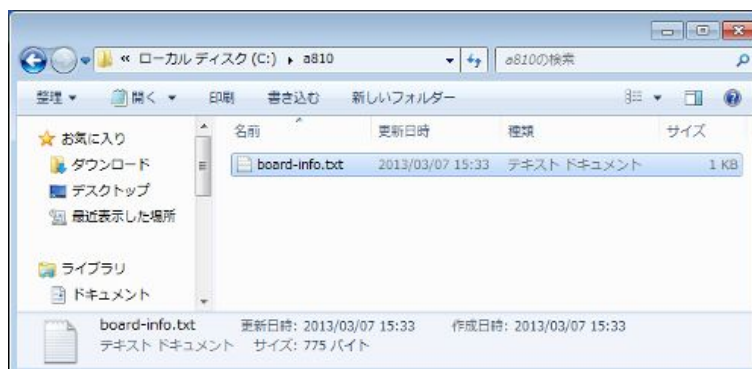 « ローカル ディスク (C:) ▸ a810
a810の検索
整理 ▼ 開く ▼ 印刷 書き込む 新しいフォルダー
お気に入り
ダウンロード
デスクトップ
最近表示した場所
ライブラリ
ドキュメント
名前 更新日時 種類 サイズ
board-info.txt 2013/03/07 15:33 テキスト ドキュメント 1 KB
board-info.txt 更新日時: 2013/03/07 15:33 作成日時: 2013/03/07 15:33
テキスト ドキュメント サイズ: 775 バイト